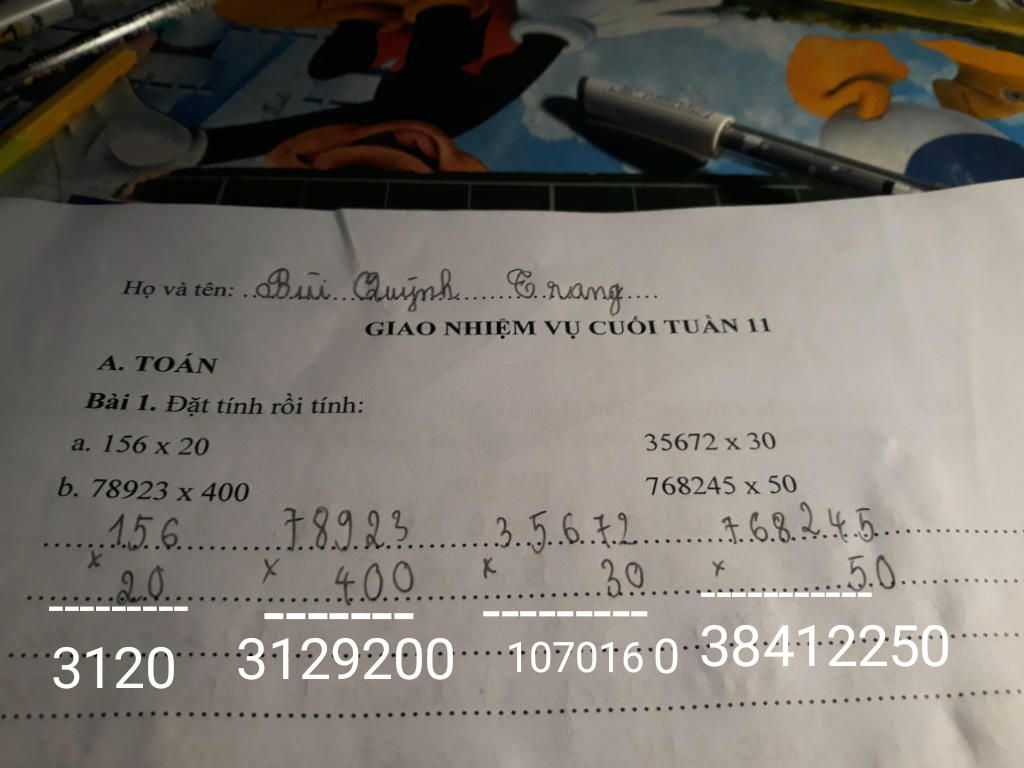 Họ và tên: Bùi Quỳnh Trang
GIAO NHIỆM VỤ CUỐI TUẦN 11
A. TOÁN
Bài 1. Đặt tính rồi tính:
a. 156 x 20 35672 x 30
b. 78923 x 400 768245 x 50
156 78923 35672 768245
x x x x
20 400 30 50
3120 3129200 107016 0 38412250